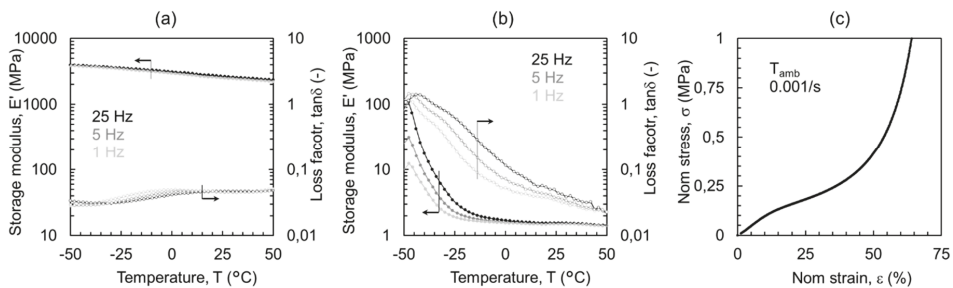 (a)
10000
1000
100
10
10
1
0,1
0,01
-50
-25
0
25
50
Storage modulus, E' (MPa)
Loss facotr, tanδ (-)
Temperature, T (°C)
25 Hz
5 Hz
1 Hz
(b)
1000
100
10
1
10
1
0,1
0,01
-50
-25
0
25
50
Storage modulus, E' (MPa)
Loss facotr, tanδ (-)
Temperature, T (°C)
25 Hz
5 Hz
1 Hz
(c)
1
0,75
0,5
0,25
0
0
25
50
75
Nom stress, σ (MPa)
Nom strain, ε (%)
Tamb
0.001/s